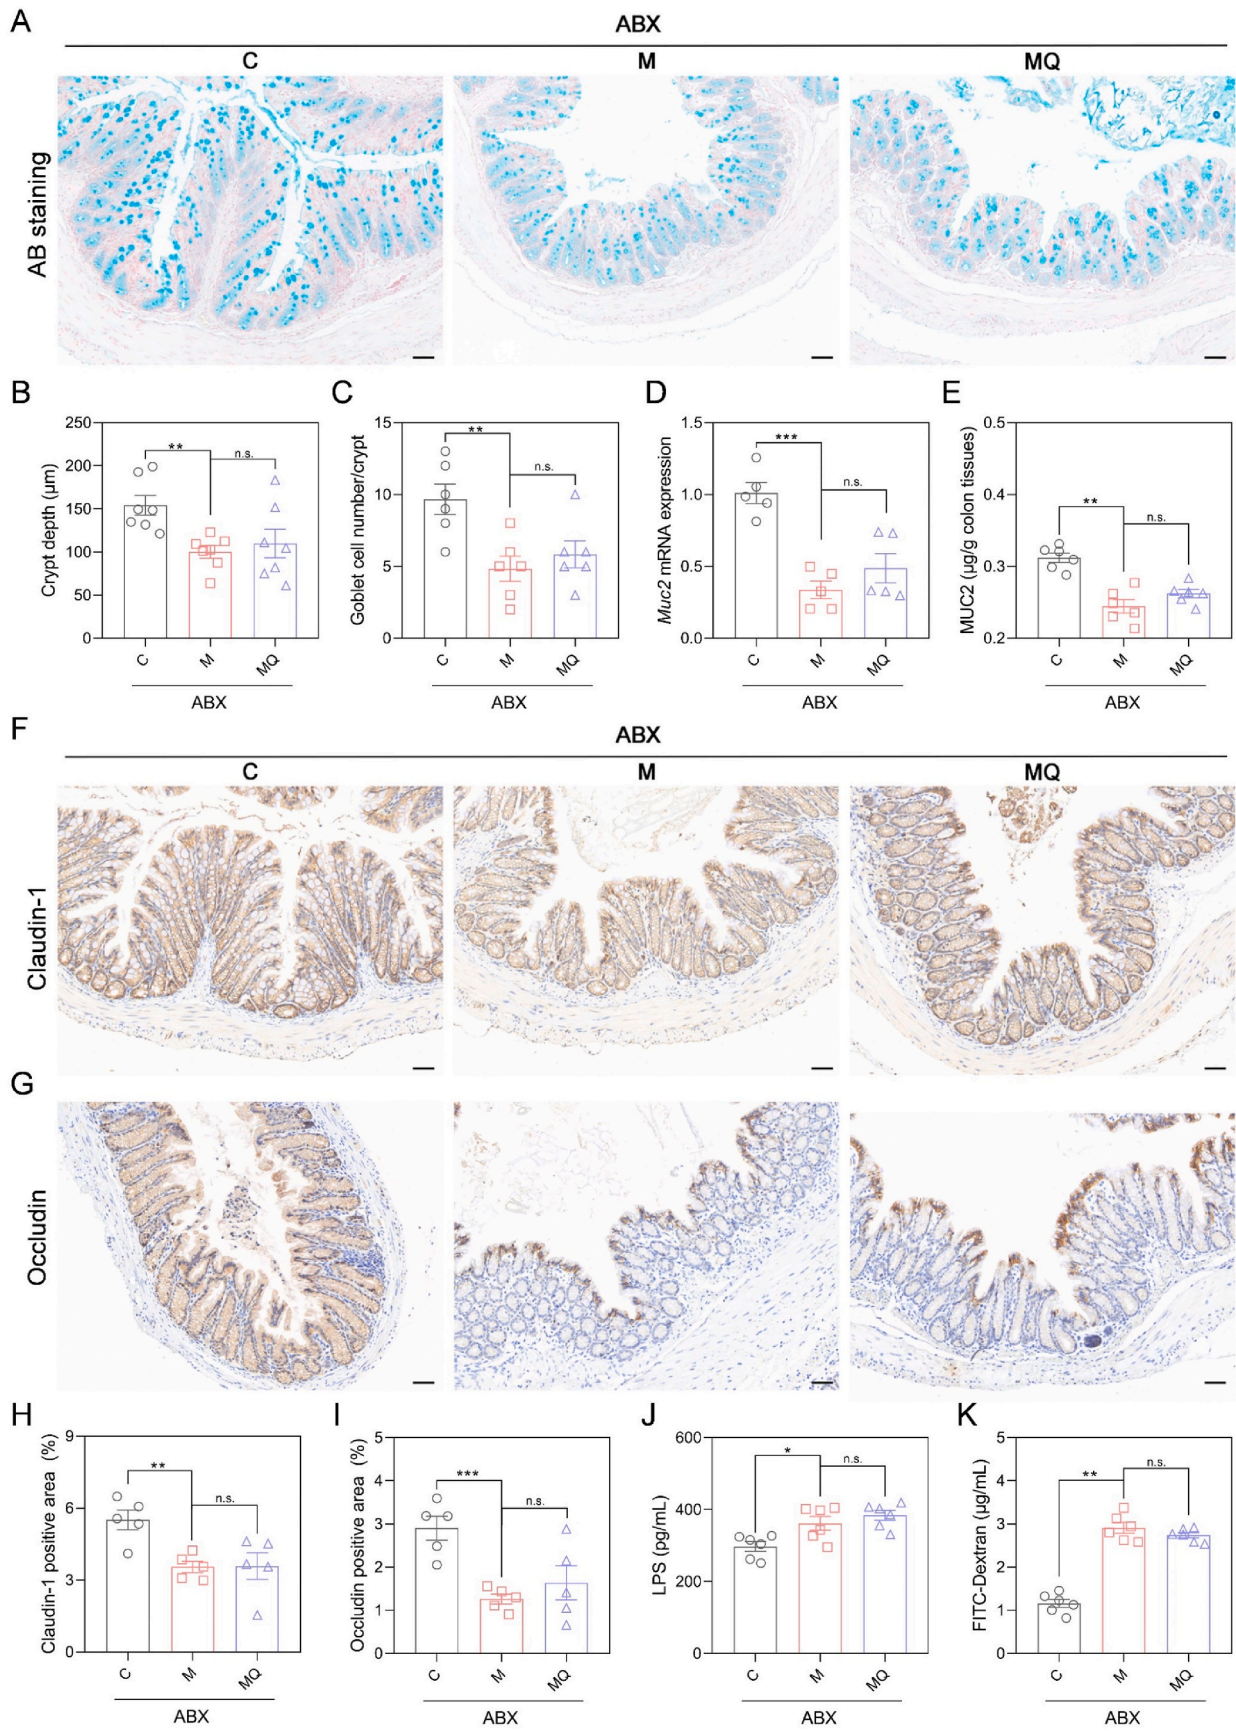 A
ABX
C M MQ
AB staining
B
Crypt depth (µm)
250
200
150
100
50
0
**
n.s.
C M MQ
ABX
C
Goblet cell number/crypt
15
10
5
0
**
n.s.
C M MQ
ABX
D
Muc2 mRNA expression
1.5
1.0
0.5
0.0
***
n.s.
C M MQ
ABX
E
MUC2 (µg/g colon tissues)
0.5
0.4
0.3
0.2
**
n.s.
C M MQ
ABX
F
ABX
C M MQ
Claudin-1
G
Occludin
H
Claudin-1 positive area (%)
9
6
3
0
**
n.s.
C M MQ
ABX
I
Occludin positive area (%)
5
4
3
2
1
0
***
n.s.
C M MQ
ABX
J
LPS (pg/mL)
600
400
200
0
*
n.s.
C M MQ
ABX
K
FITC-Dextran (µg/mL)
5
4
3
2
1
0
**
n.s.
C M MQ
ABX